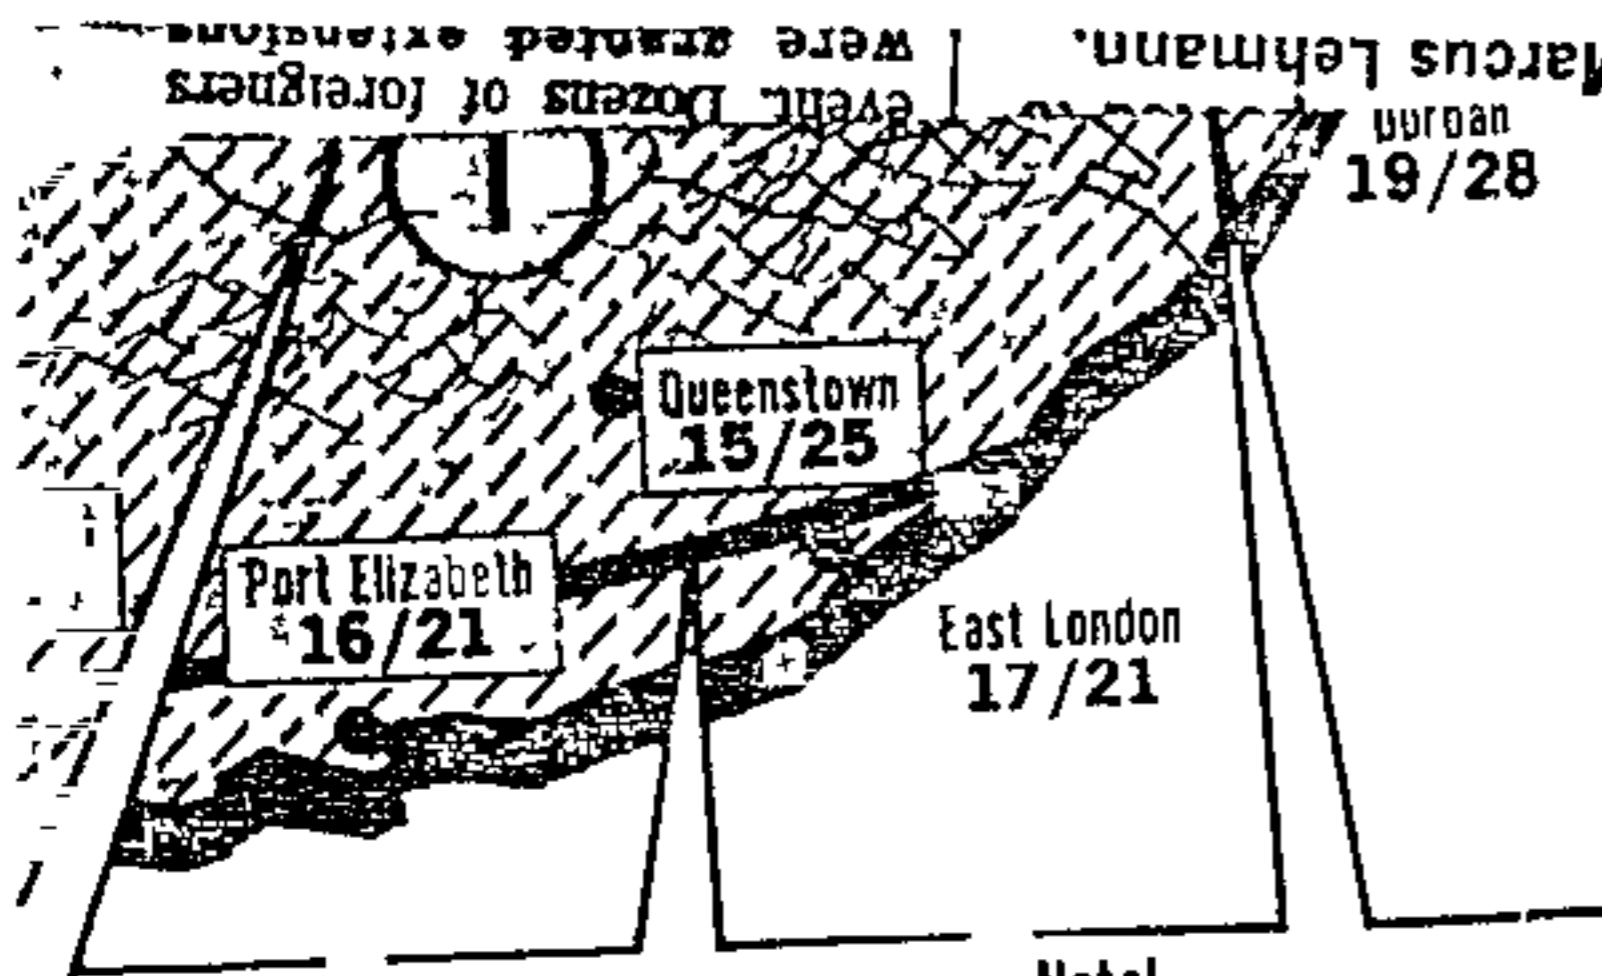 were granted extensions
event. Dozens of foreigners
Marcus Lehmann.
Durban
19/28
Queenstown
15/25
Port Elizabeth
16/21
East London
17/21
Natal